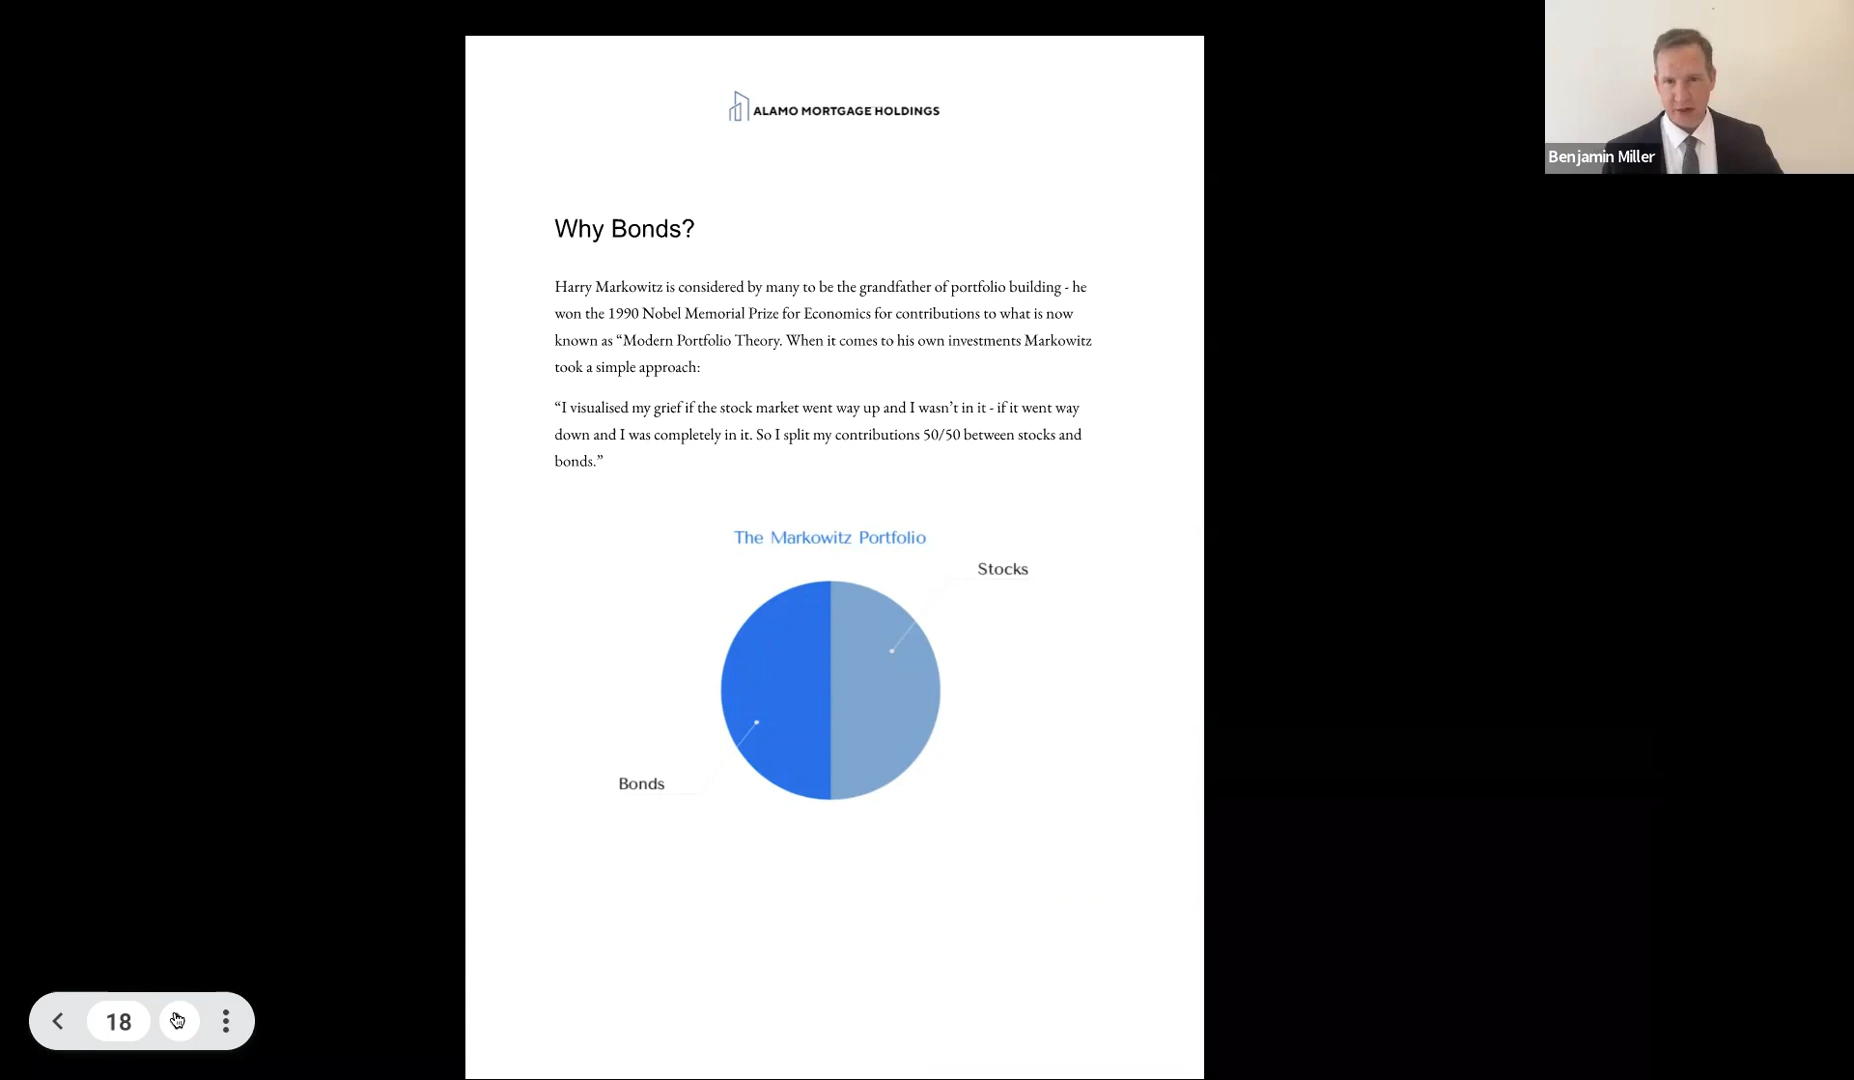 ALAMO MORTGAGE HOLDINGS
Benjamin Miller
Why Bonds?
Harry Markowitz is considered by many to be the grandfather of portfolio building - he
won the 1990 Nobel Memorial Prize for Economics for contributions to what is now
known as “Modern Portfolio Theory. When it comes to his own investments Markowitz
took a simple approach:
“I visualised my grief if the stock market went way up and I wasn’t in it - if it went way
down and I was completely in it. So I split my contributions 50/50 between stocks and
bonds.”
The Markowitz Portfolio
Stocks
Bonds
18